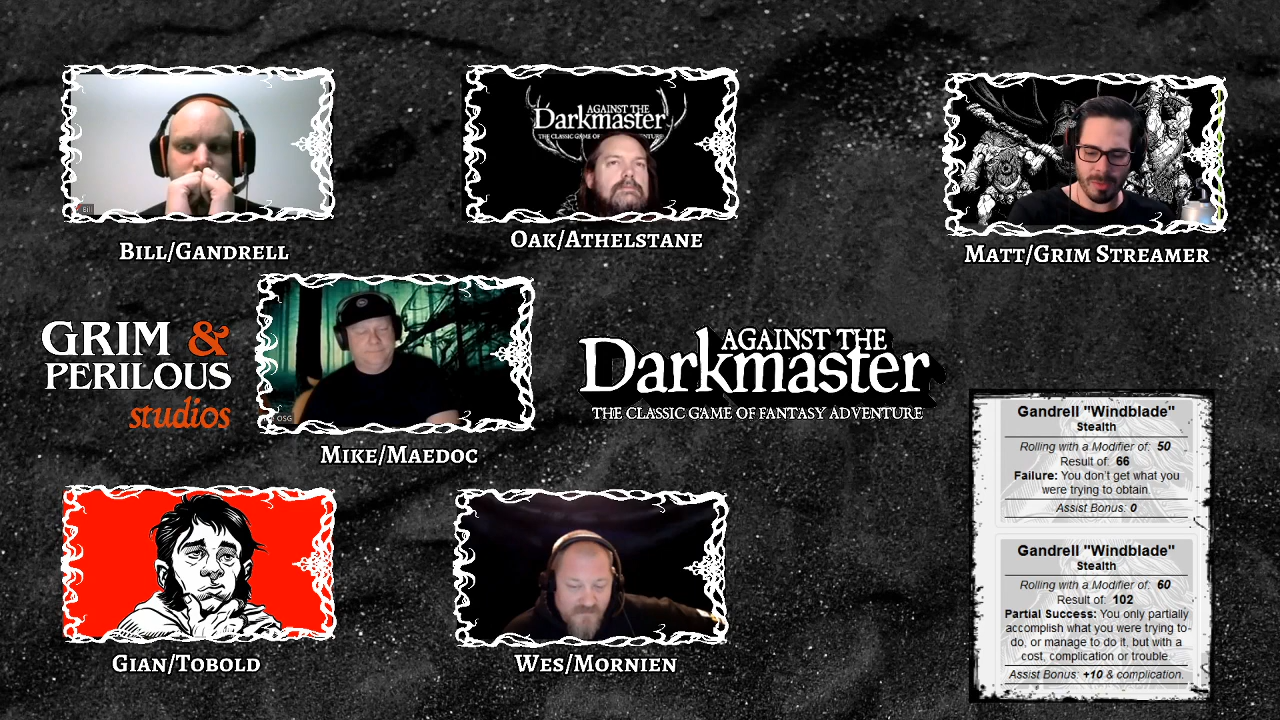 Bill
AGAINST THE
Darkmaster
THE CLASSIC GAME OF
Bill/Gandrell
Oak/Athelstane
Matt/Grim Streamer
GRIM &
PERILOUS
studios
OSG
Mike/Maedoc
AGAINST THE
Darkmaster
THE CLASSIC GAME OF FANTASY ADVENTURE
Gandrell "Windblade"
Stealth
Rolling with a Modifier of: 50
Result of: 66
Failure: You don't get what you
were trying to obtain.
Assist Bonus: 0
Gandrell "Windblade"
Stealth
Rolling with a Modifier of: 60
Result of: 102
Partial Success: You only partially
accomplish what you were trying to-
do, or manage to do it, but with a
cost, complication or trouble
Assist Bonus: +10 & complication.
Gian/Tobold
Wes/Mornien